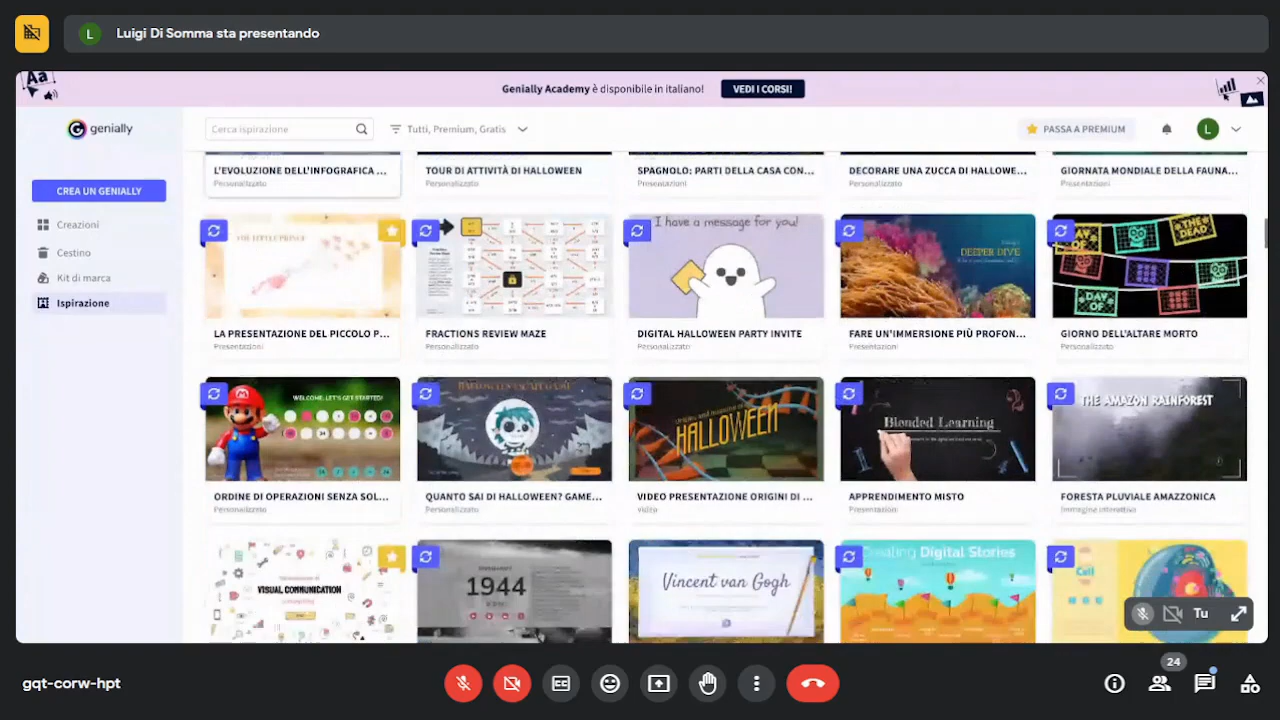 L
Luigi Di Somma sta presentando
Aa
Genially Academy è disponibile in italiano!
VEDI I CORSI!
genially
Cerca ispirazione
Tutti, Premium, Gratis
PASSA A PREMIUM
L
CREA UN GENIALLY
Creazioni
Cestino
Kit di marca
Ispirazione
L'EVOLUZIONE DELL'INFOGRAFICA ...
Personalizzato
TOUR DI ATTIVITÀ DI HALLOWEEN
Personalizzato
SPAGNOLO: PARTI DELLA CASA CON...
Presentazioni
DECORARE UNA ZUCCA DI HALLOWE...
Personalizzato
GIORNATA MONDIALE DELLA FAUNA...
Presentazioni
THE LITTLE PRINCE
I have a message for you!
DEEPER DIVE
DAY OF
THE DEAD
LA PRESENTAZIONE DEL PICCOLO P...
Presentazioni
FRACTIONS REVIEW MAZE
Personalizzato
DIGITAL HALLOWEEN PARTY INVITE
Personalizzato
FARE UN'IMMERSIONE PIÙ PROFON...
Presentazioni
GIORNO DELL'ALTARE MORTO
Personalizzato
WELCOME: LET'S GET STARTED!
HALLOWEEN
Blended Learning
THE AMAZON RAINFOREST
ORDINE DI OPERAZIONI SENZA SOL...
Personalizzato
QUANTO SAI DI HALLOWEEN? GAME...
Personalizzato
VIDEO PRESENTAZIONE ORIGINI DI ...
Video
APPRENDIMENTO MISTO
Presentazioni
FORESTA PLUVIALE AMAZZONICA
Immagine interattiva
VISUAL COMMUNICATION
1944
Vincent van Gogh
Creating Digital Stories
Cell
Tu
gqt-corw-hpt
24